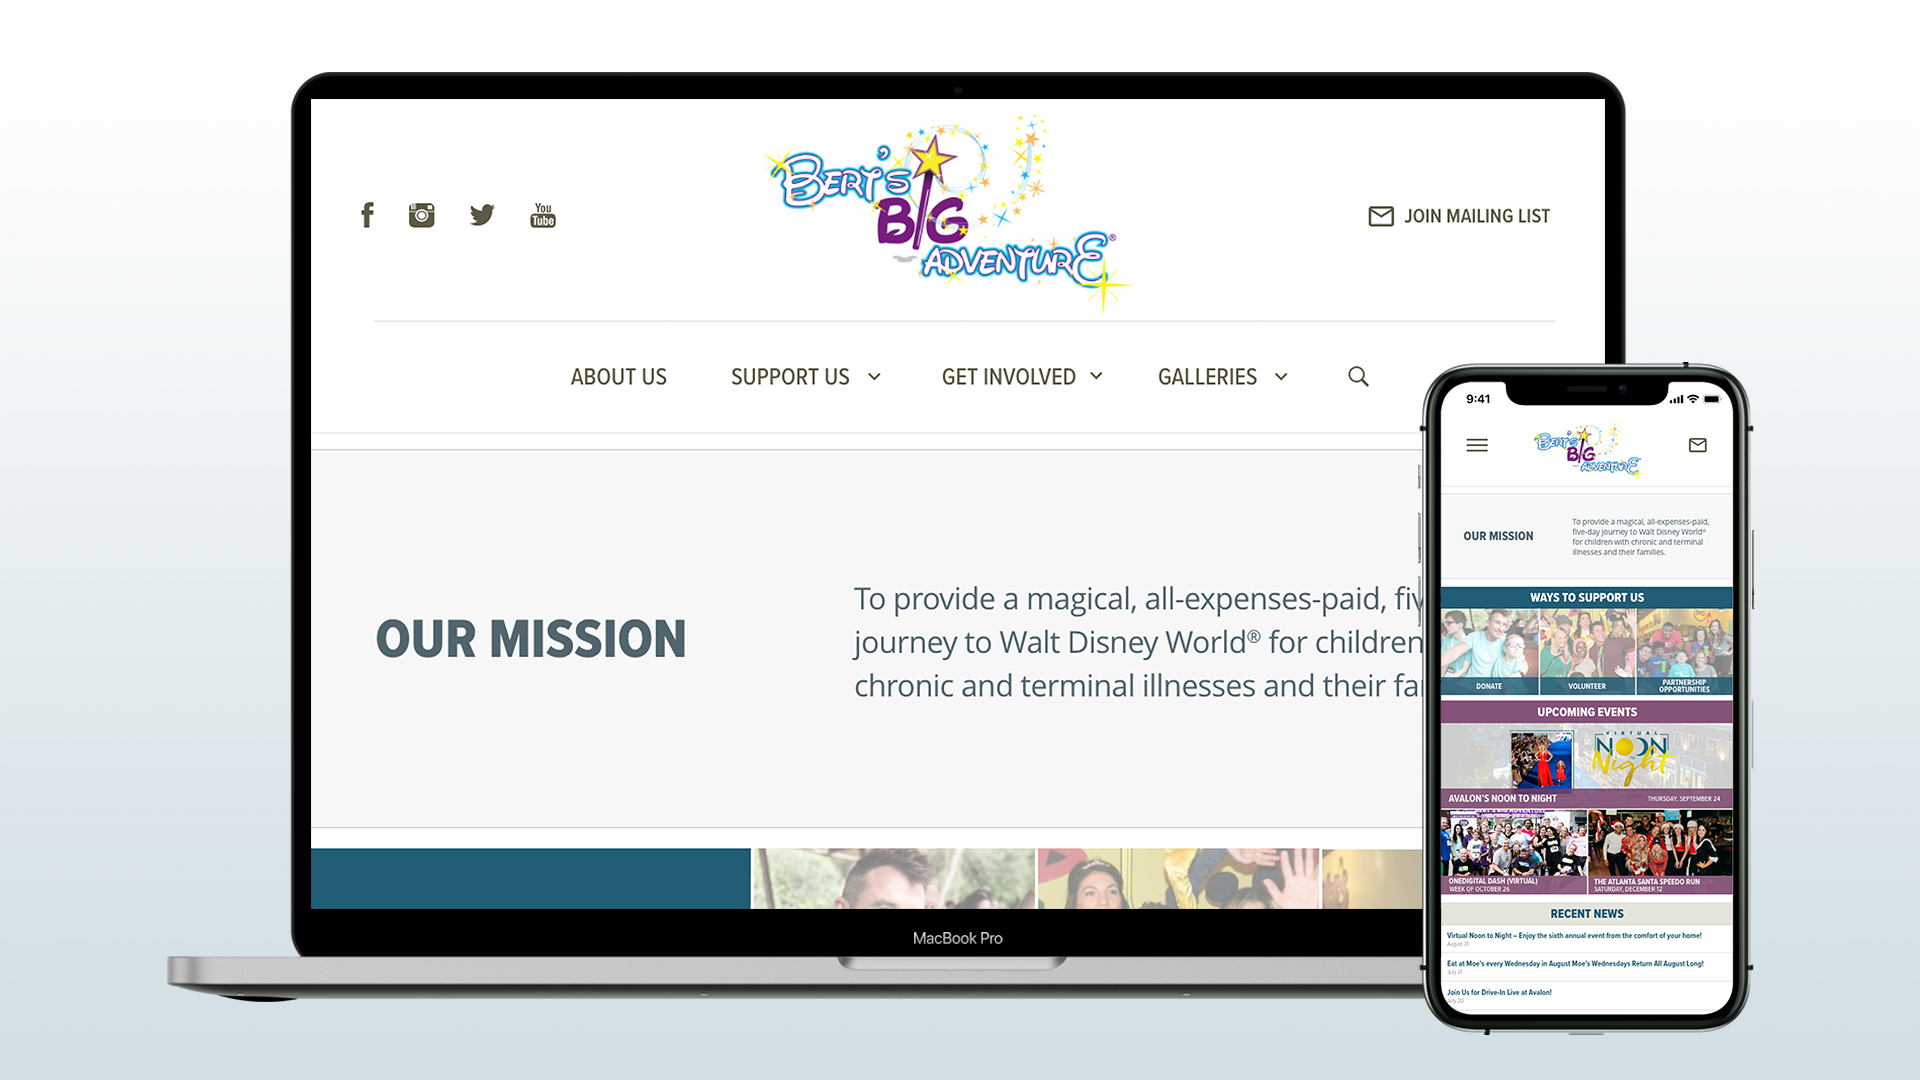 BERT'S
BIG
ADVENTURE®
You
Tube
JOIN MAILING LIST
ABOUT US
SUPPORT US
GET INVOLVED
GALLERIES
OUR MISSION
To provide a magical, all-expenses-paid,
journey to Walt Disney World® for children
chronic and terminal illnesses and their
MacBook Pro
9:41
BERT'S
BIG
ADVENTURE
OUR MISSION
To provide a magical, all-expenses-paid,
five-day journey to Walt Disney World®
for children with chronic and terminal
illnesses and their families.
WAYS TO SUPPORT US
DONATE
VOLUNTEER
PARTNERSHIP
OPPORTUNITIES
UPCOMING EVENTS
VIRTUAL
NOON
TO
Night
AVALON'S NOON TO NIGHT
THURSDAY, SEPTEMBER 24
ONEDIGITAL DASH (VIRTUAL)
WEEK OF OCTOBER 26
THE ATLANTA SANTA SPEEDO RUN
SATURDAY, DECEMBER 12
RECENT NEWS
Virtual Noon to Night – Enjoy the sixth annual event from the comfort of your home!
August 31
Eat at Moe's every Wednesday in August Moe's Wednesdays Return All August Long!
July 21
Join Us for Drive-In Live at Avalon!
July 20